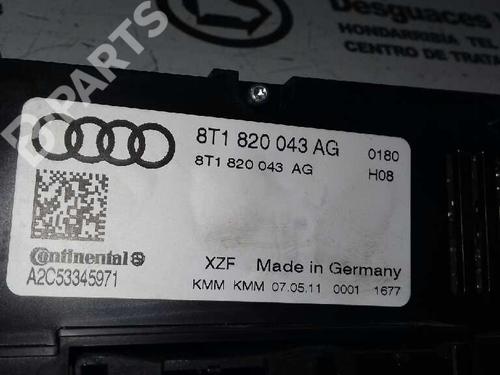 Desguaces
HONDARRIBIA TEL
CENTRO DE TRATA
B-PARTS
8T1 820 043 AG 0180
8T1 820 043 AG H08
Continental
A2C53345971
XZF Made in Germany
KMM KMM 07.05.11 0001 1677